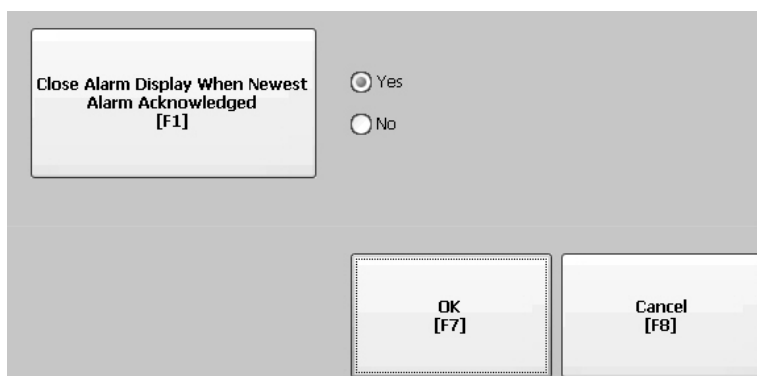 Close Alarm Display When Newest
Alarm Acknowledged
[F1]
Yes
No
OK
[F7]
Cancel
[F8]